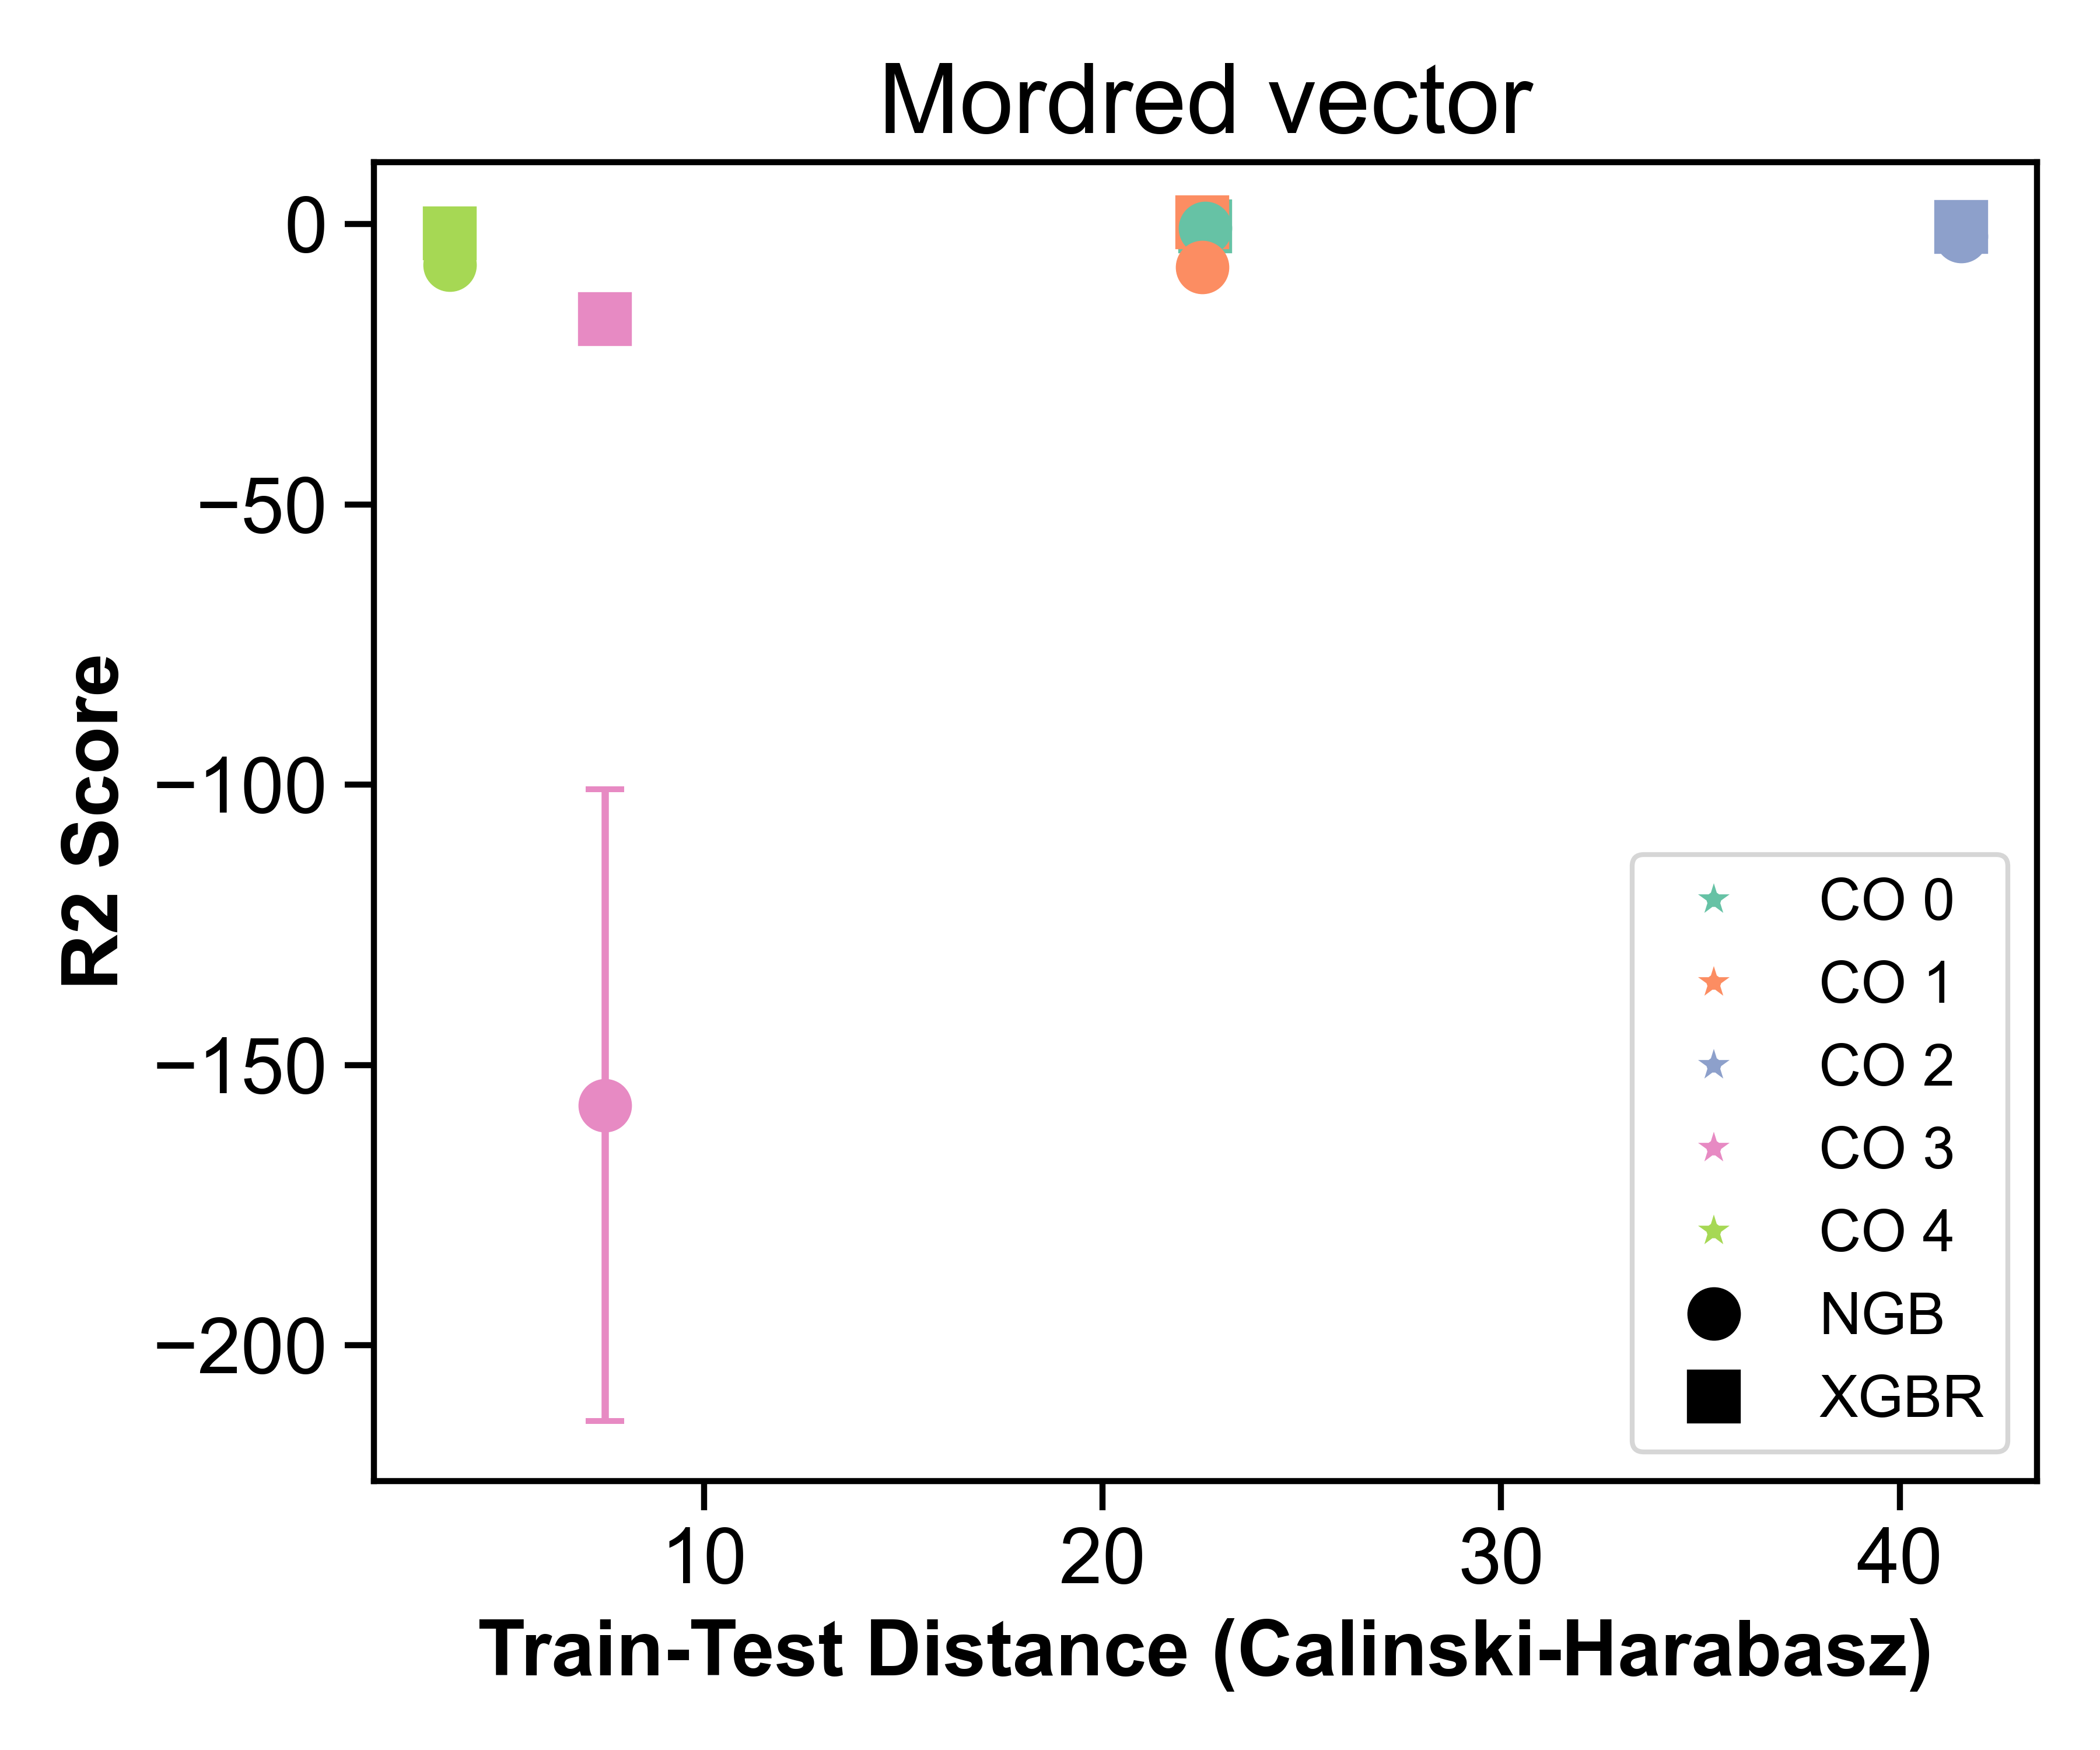 Mordred vector
0
−50
−100
−150
−200
R2 Score
CO 0
CO 1
CO 2
CO 3
CO 4
NGB
XGBR
10 20 30 40
Train-Test Distance (Calinski-Harabasz)